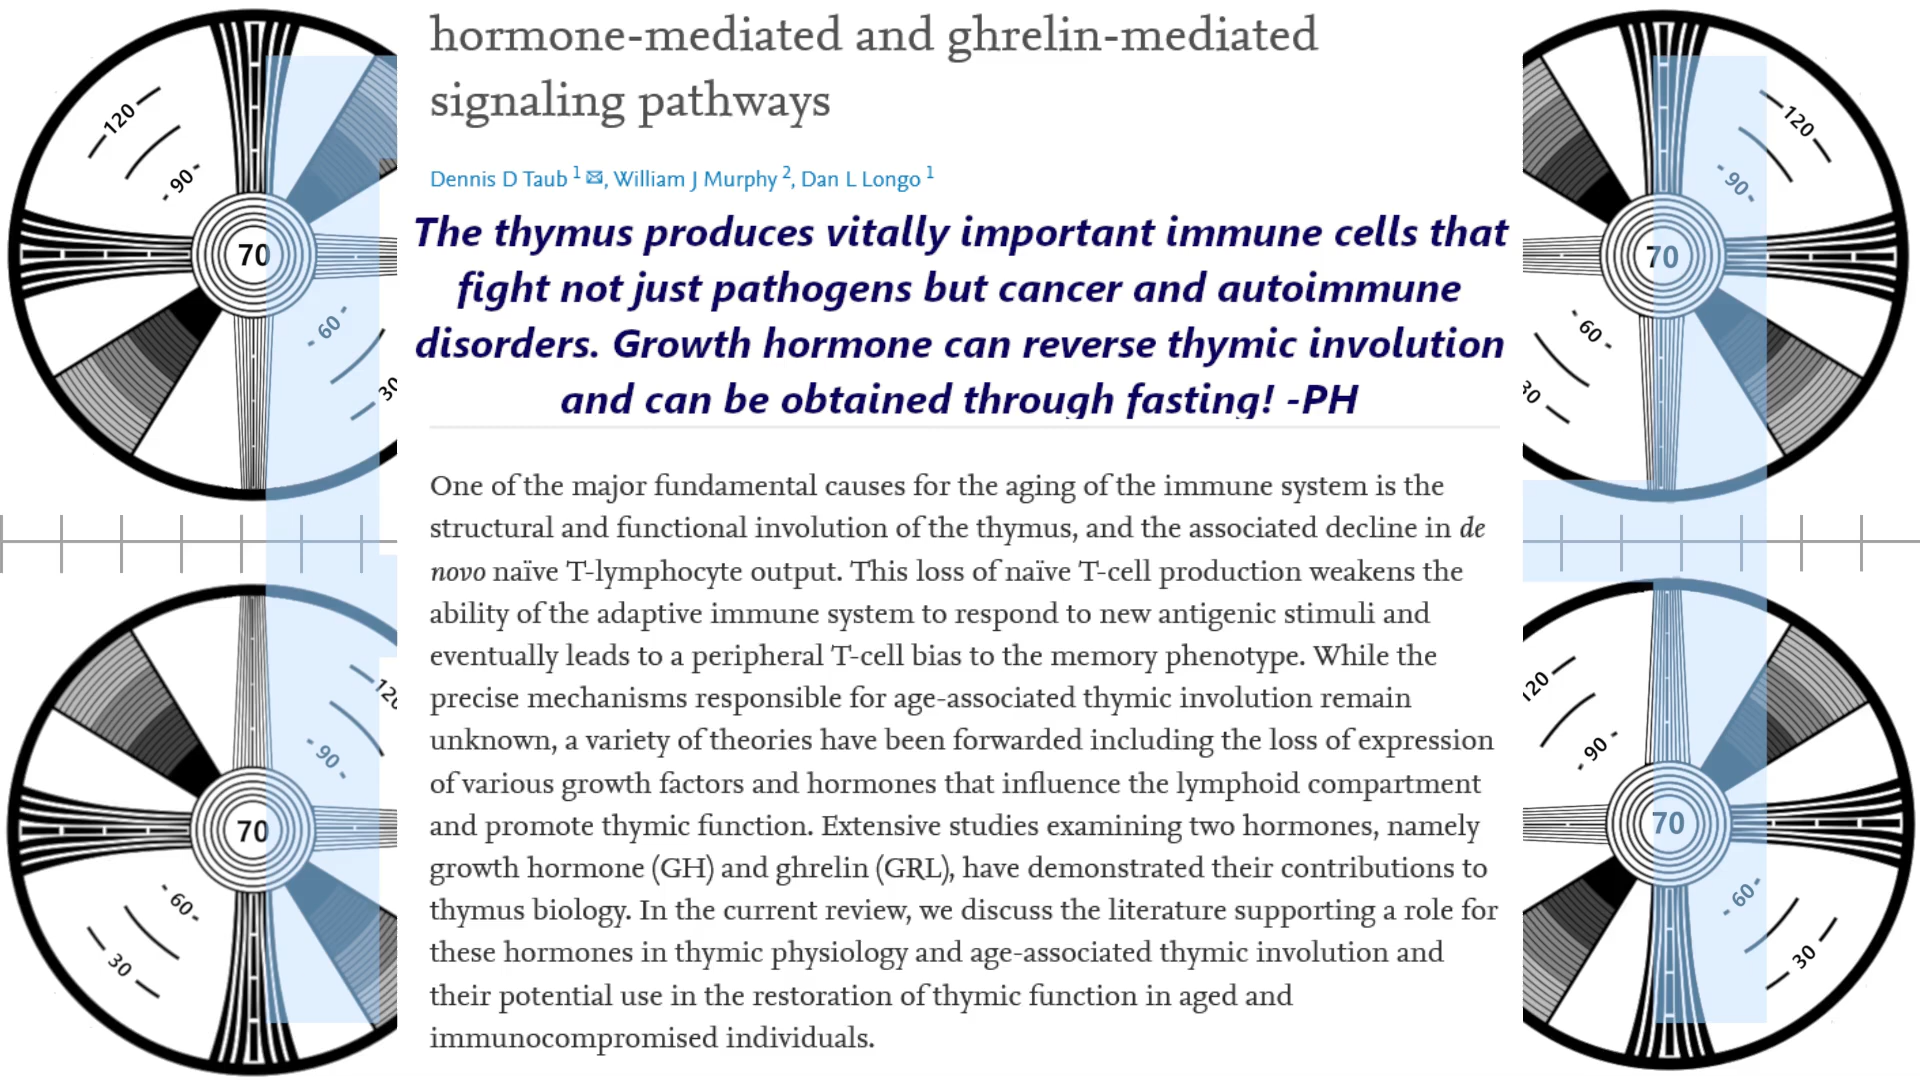 hormone-mediated and ghrelin-mediated
signaling pathways
Dennis D Taub 1 ✉, William J Murphy 2, Dan L Longo 1
The thymus produces vitally important immune cells that
fight not just pathogens but cancer and autoimmune
disorders. Growth hormone can reverse thymic involution
and can be obtained through fasting! -PH
One of the major fundamental causes for the aging of the immune system is the
structural and functional involution of the thymus, and the associated decline in de
novo naïve T-lymphocyte output. This loss of naïve T-cell production weakens the
ability of the adaptive immune system to respond to new antigenic stimuli and
eventually leads to a peripheral T-cell bias to the memory phenotype. While the
precise mechanisms responsible for age-associated thymic involution remain
unknown, a variety of theories have been forwarded including the loss of expression
of various growth factors and hormones that influence the lymphoid compartment
and promote thymic function. Extensive studies examining two hormones, namely
growth hormone (GH) and ghrelin (GRL), have demonstrated their contributions to
thymus biology. In the current review, we discuss the literature supporting a role for
these hormones in thymic physiology and age-associated thymic involution and
their potential use in the restoration of thymic function in aged and
immunocompromised individuals.
120
90
70
60
30
120
90
70
60
30
120
90
70
60
30
120
90
70
60
30